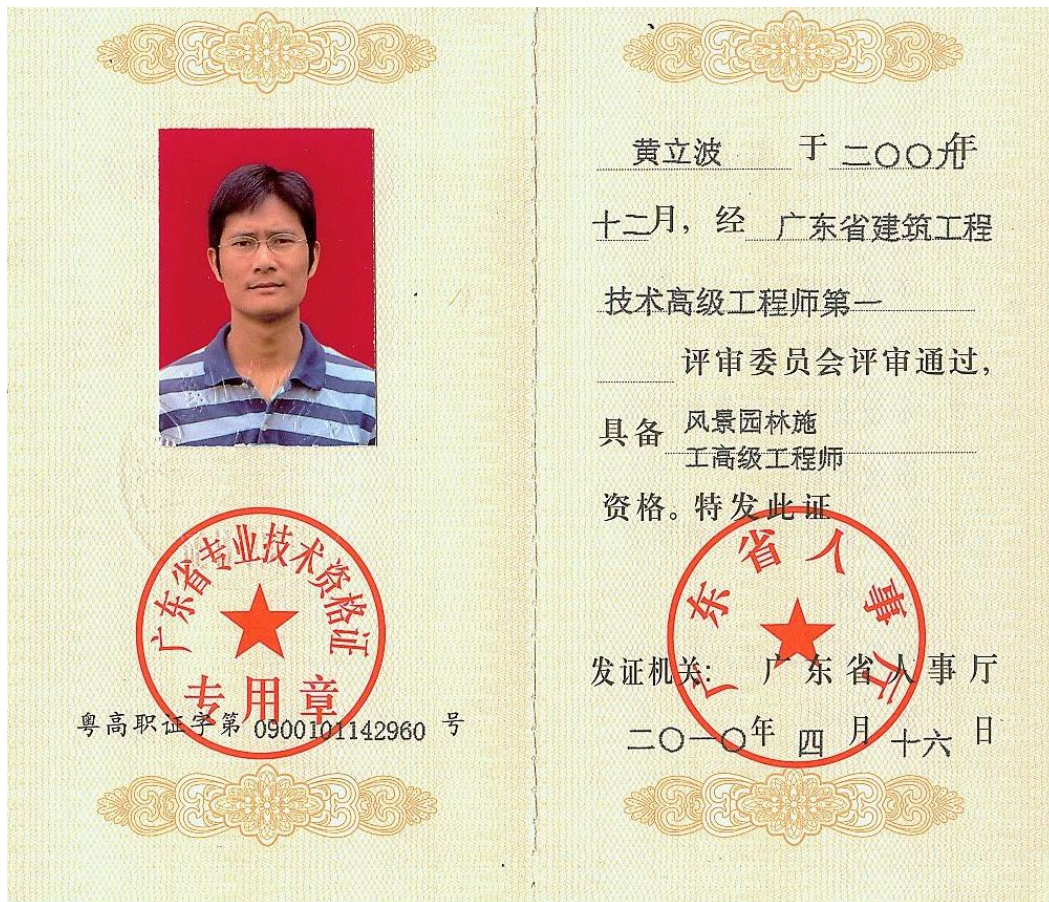 广东省专业技术资格证
专用章
粤高职证字第 0900101142960 号
黄立波 于 二〇〇九年
十二月，经 广东省建筑工程
技术高级工程师第一
评审委员会评审通过，
具备 风景园林施
工高级工程师
资格。特发此证
广东省人事厅
发证机关：广东省人事厅
二〇一〇年 四 月 十六 日